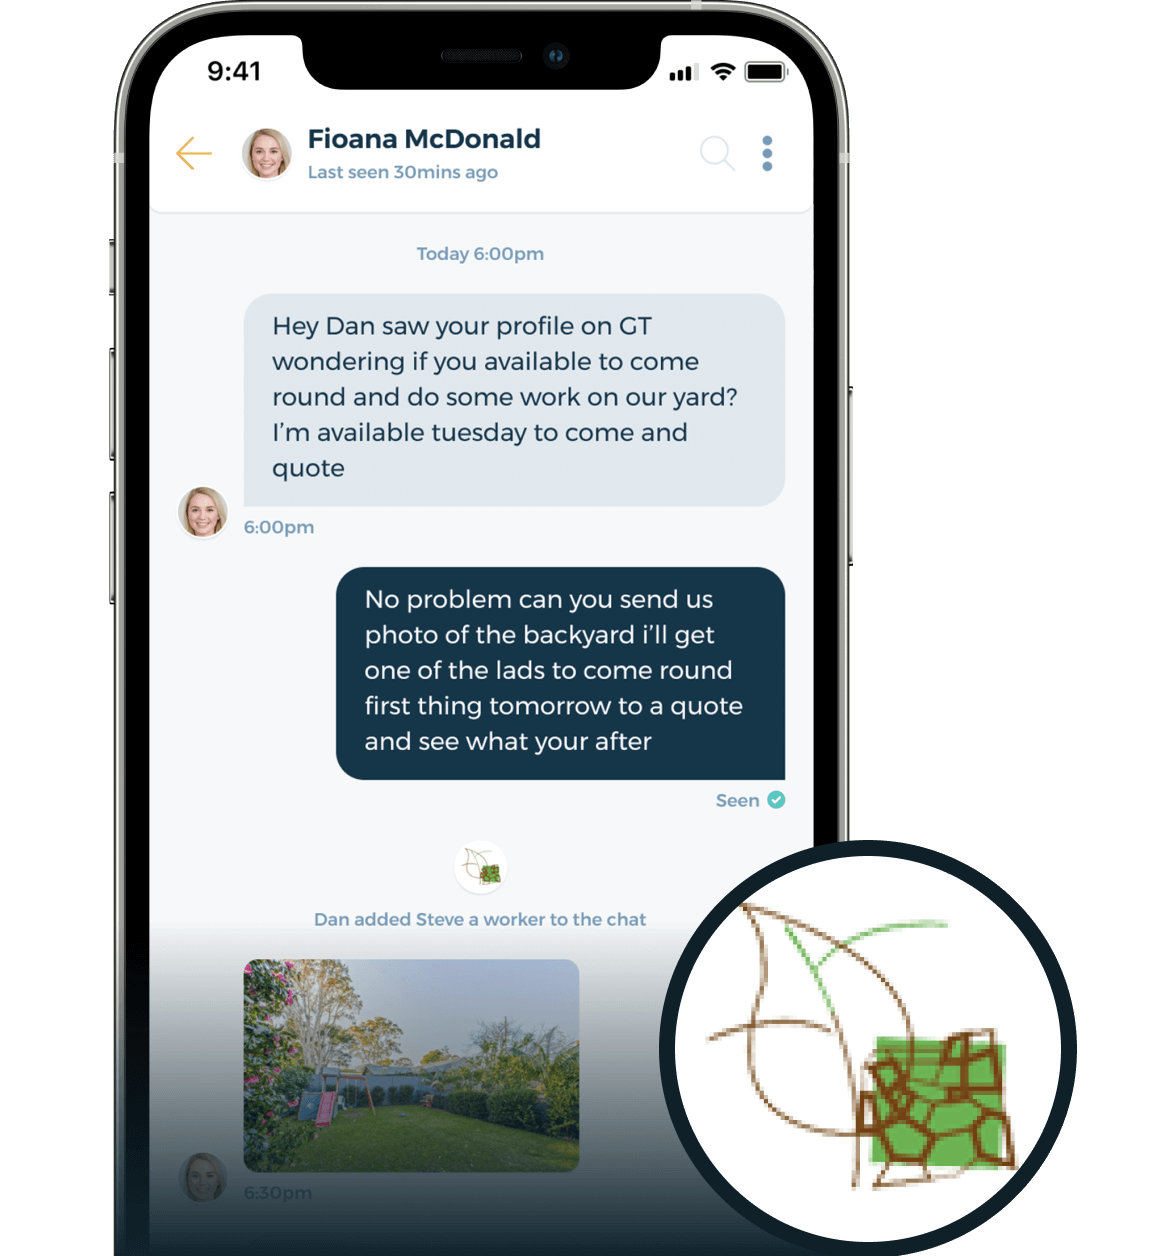 9:41
Fioana McDonald
Last seen 30mins ago
Today 6:00pm
Hey Dan saw your profile on GT
wondering if you available to come
round and do some work on our yard?
I’m available tuesday to come and
quote
6:00pm
No problem can you send us
photo of the backyard i’ll get
one of the lads to come round
first thing tomorrow to a quote
and see what your after
Seen
Dan added Steve a worker to the chat
6:30pm